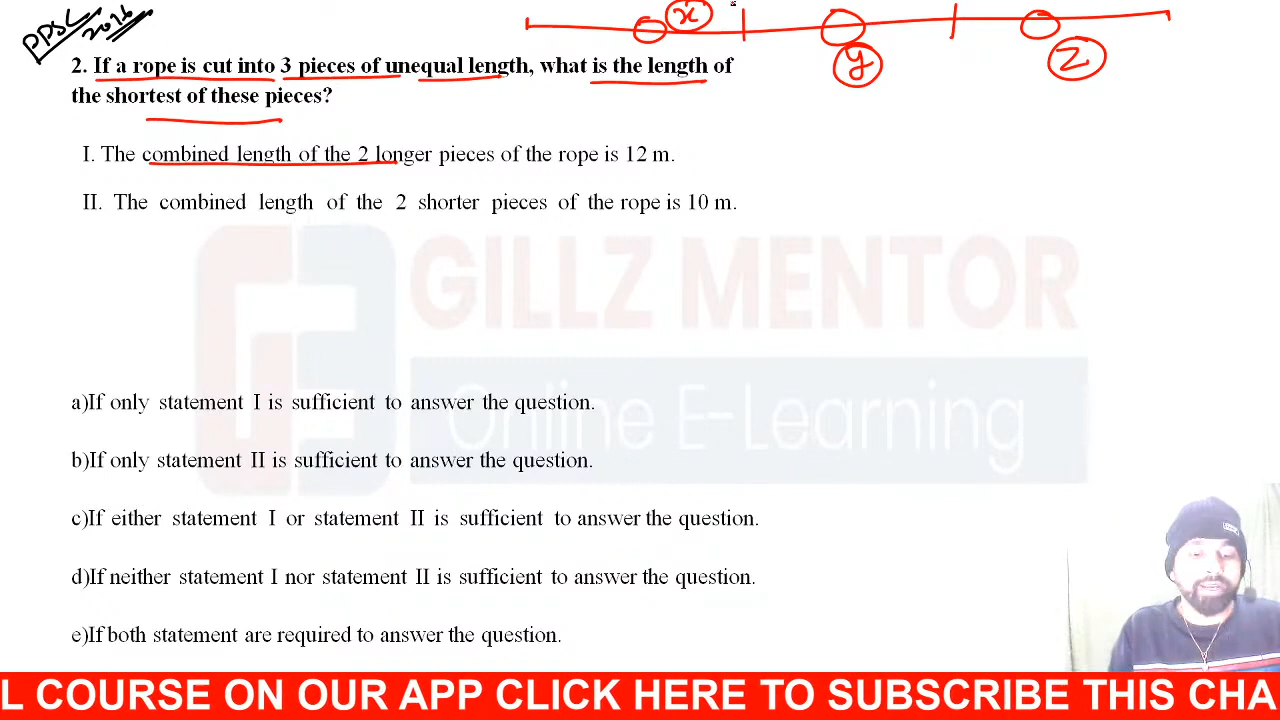 PPSC
2026
x
y
z
2. If a rope is cut into 3 pieces of unequal length, what is the length of
the shortest of these pieces?
I. The combined length of the 2 longer pieces of the rope is 12 m.
II. The combined length of the 2 shorter pieces of the rope is 10 m.
GILLZ MENTOR
Online E-Learning
a)If only statement I is sufficient to answer the question.
b)If only statement II is sufficient to answer the question.
c)If either statement I or statement II is sufficient to answer the question.
d)If neither statement I nor statement II is sufficient to answer the question.
e)If both statement are required to answer the question.
L COURSE ON OUR APP CLICK HERE TO SUBSCRIBE THIS CHA